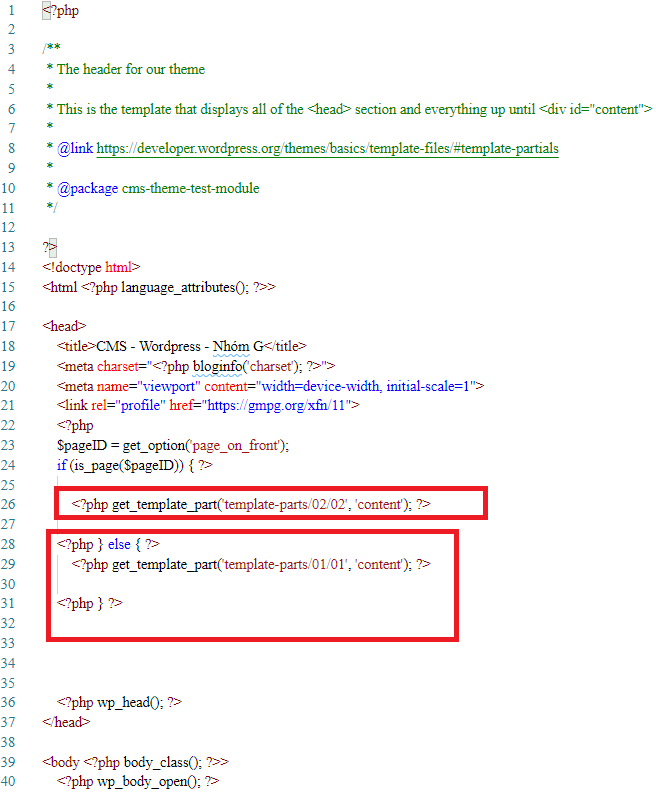 1 <?php
2
3 /**
4 * The header for our theme
5 *
6 * This is the template that displays all of the <head> section and everything up until <div id="content">
7 *
8 * @link https://developer.wordpress.org/themes/basics/template-files/#template-partials
9 *
10 * @package cms-theme-test-module
11 */
12
13 ?>
14 <!doctype html>
15 <html <?php language_attributes(); ?>>
16
17 <head>
18 <title>CMS - Wordpress - Nhóm G</title>
19 <meta charset="<?php bloginfo('charset'); ?>">
20 <meta name="viewport" content="width=device-width, initial-scale=1">
21 <link rel="profile" href="https://gmpg.org/xfn/11">
22 <?php
23 $pageID = get_option('page_on_front');
24 if (is_page($pageID)) { ?>
25
26 <?php get_template_part('template-parts/02/02', 'content'); ?>
27
28 <?php } else { ?>
29 <?php get_template_part('template-parts/01/01', 'content'); ?>
30
31 <?php } ?>
32
33
34
35
36 <?php wp_head(); ?>
37 </head>
38
39 <body <?php body_class(); ?>>
40 <?php wp_body_open(); ?>